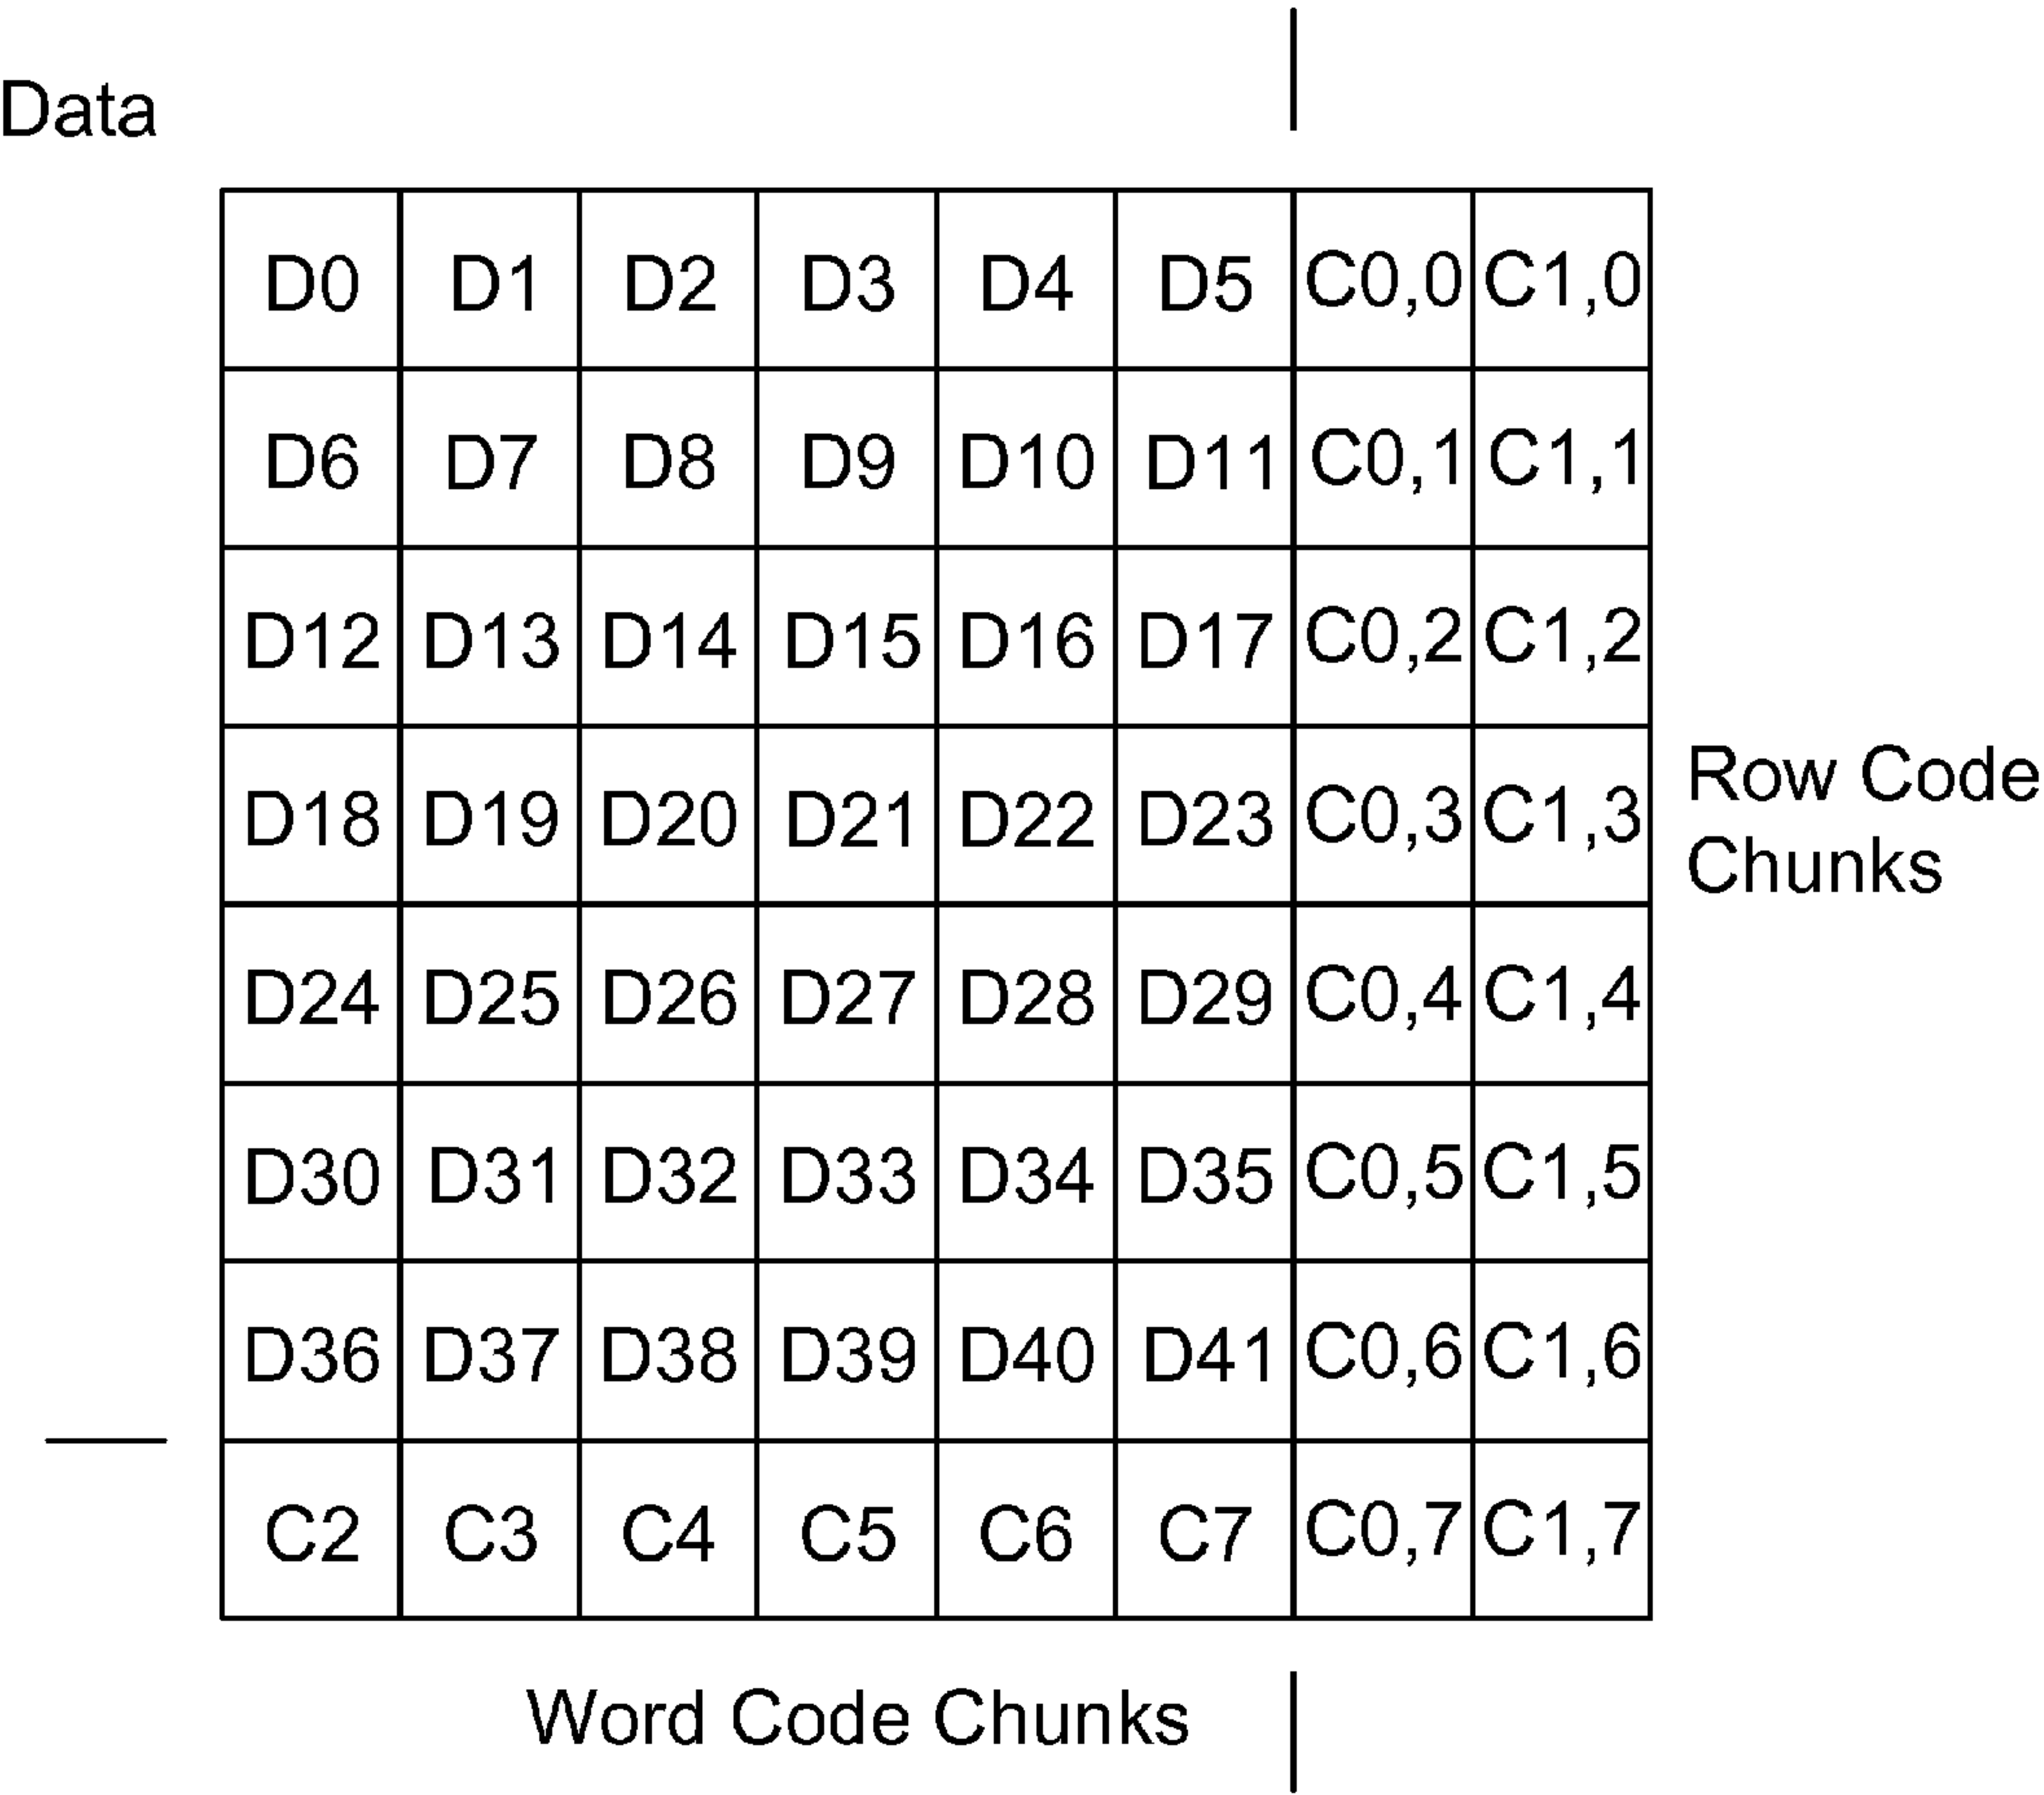 Data
D0 D1 D2 D3 D4 D5 C0,0 C1,0
D6 D7 D8 D9 D10 D11 C0,1 C1,1
D12 D13 D14 D15 D16 D17 C0,2 C1,2
D18 D19 D20 D21 D22 D23 C0,3 C1,3
Row Code
Chunks
D24 D25 D26 D27 D28 D29 C0,4 C1,4
D30 D31 D32 D33 D34 D35 C0,5 C1,5
D36 D37 D38 D39 D40 D41 C0,6 C1,6
C2 C3 C4 C5 C6 C7 C0,7 C1,7
Word Code Chunks